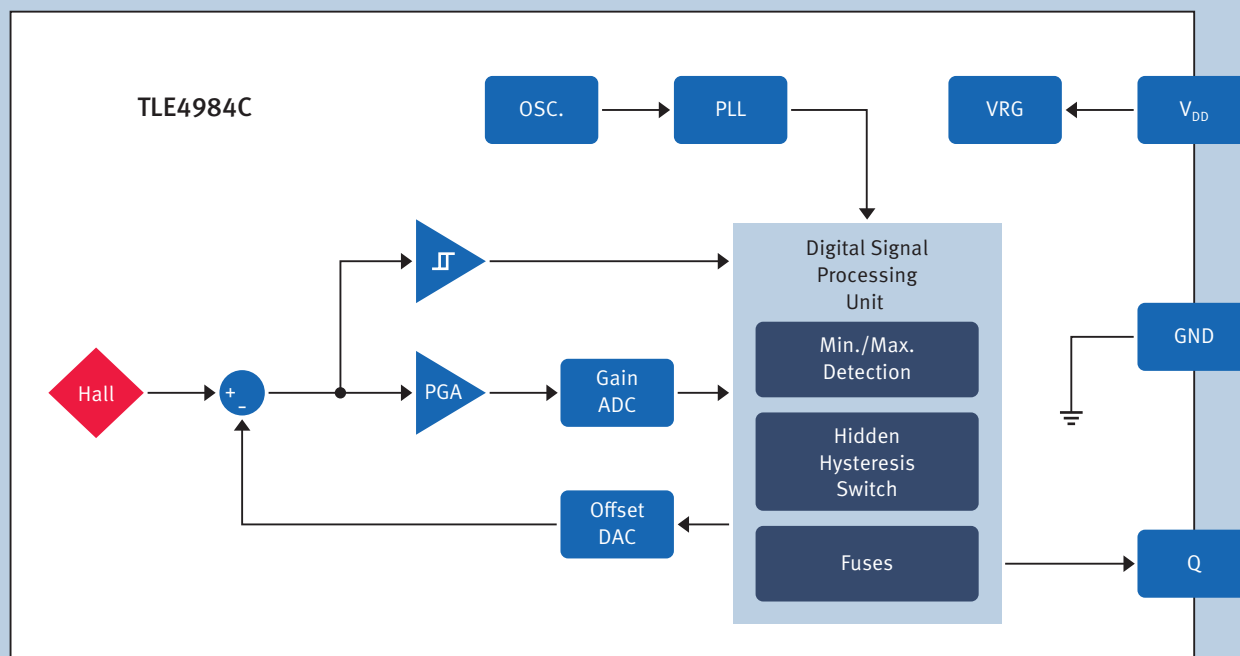 TLE4984C
OSC.
PLL
VRG
V_DD
Digital Signal
Processing
Unit
Min./Max.
Detection
GND
Hall
+
-
PGA
Gain
ADC
Hidden
Hysteresis
Switch
Offset
DAC
Fuses
Q